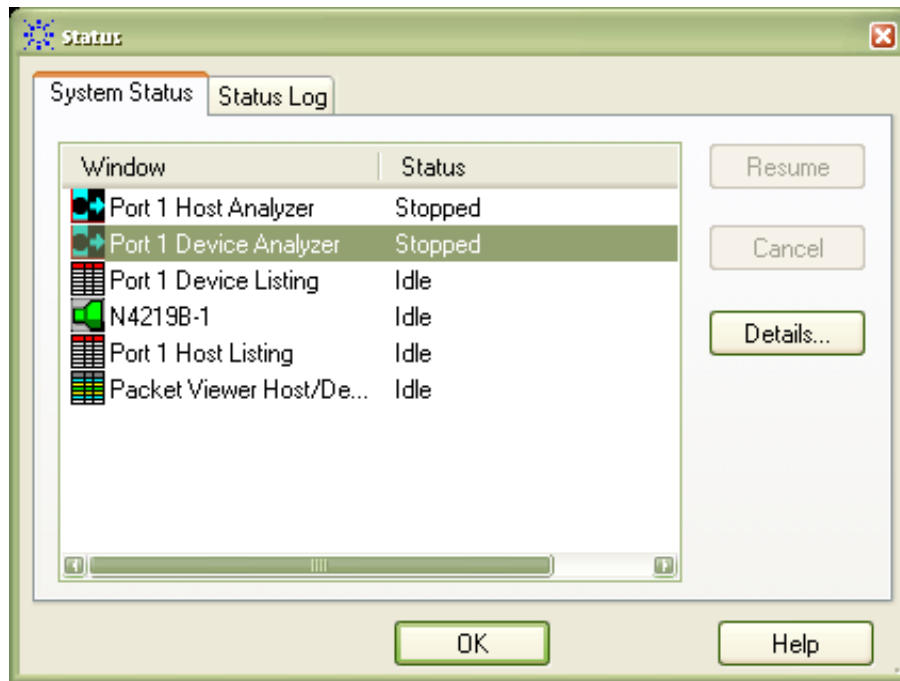 Status
System Status Status Log
Window Status
Resume
Port 1 Host Analyzer Stopped
Port 1 Device Analyzer Stopped
Cancel
Port 1 Device Listing Idle
N4219B-1 Idle
Details...
Port 1 Host Listing Idle
Packet Viewer Host/De... Idle
OK Help